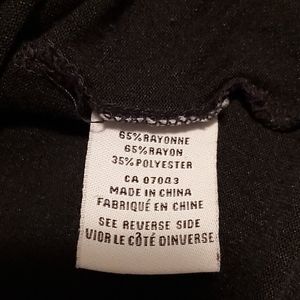 65% RAYONNE
65% RAYON
35% POLYESTER
CA 07043
MADE IN CHINA
FABRIQUÉ EN CHINE
SEE REVERSE SIDE
VIOR LE CÔTÉ DINVERSE